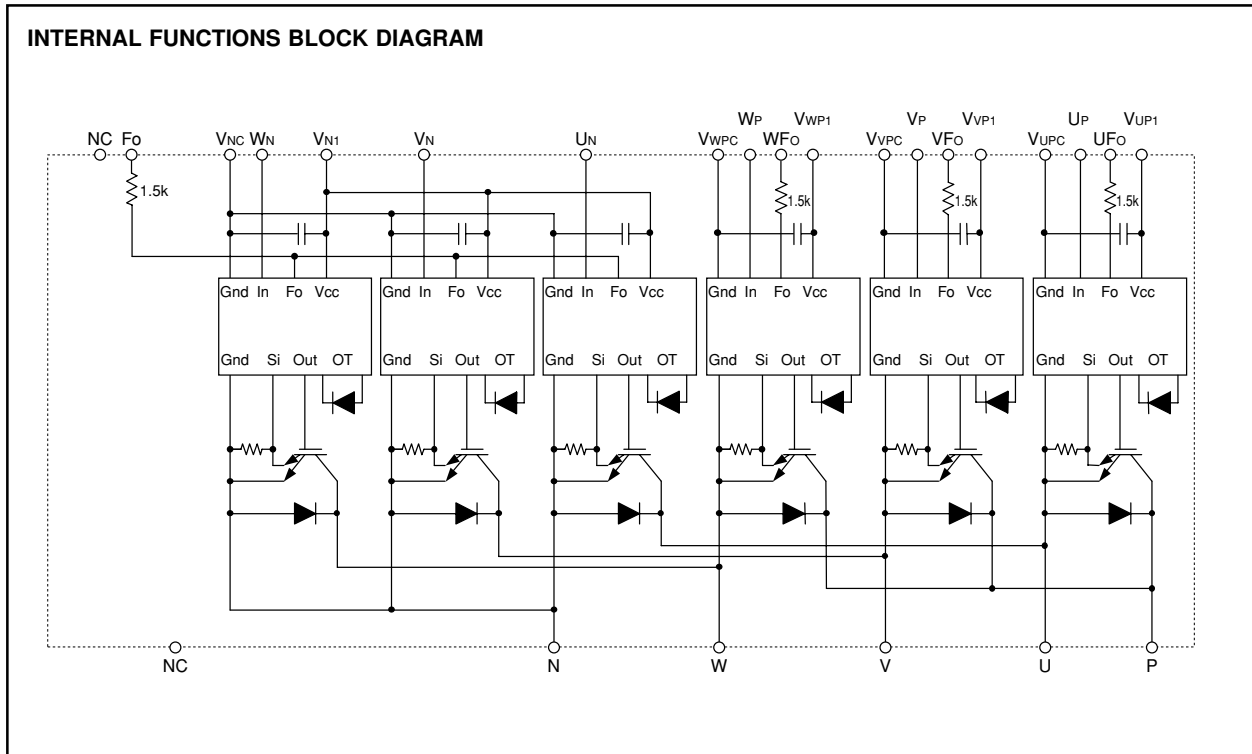 INTERNAL FUNCTIONS BLOCK DIAGRAM
WP VWP1 VP VVP1 UP VUP1
NC FO VNC WN VN1 VN UN VWPC WFO VVPC VFO VUPC UFO
1.5k 1.5k 1.5k 1.5k
Gnd In Fo Vcc Gnd In Fo Vcc Gnd In Fo Vcc Gnd In Fo Vcc Gnd In Fo Vcc Gnd In Fo Vcc
Gnd Si Out OT Gnd Si Out OT Gnd Si Out OT Gnd Si Out OT Gnd Si Out OT Gnd Si Out OT
NC N W V U P